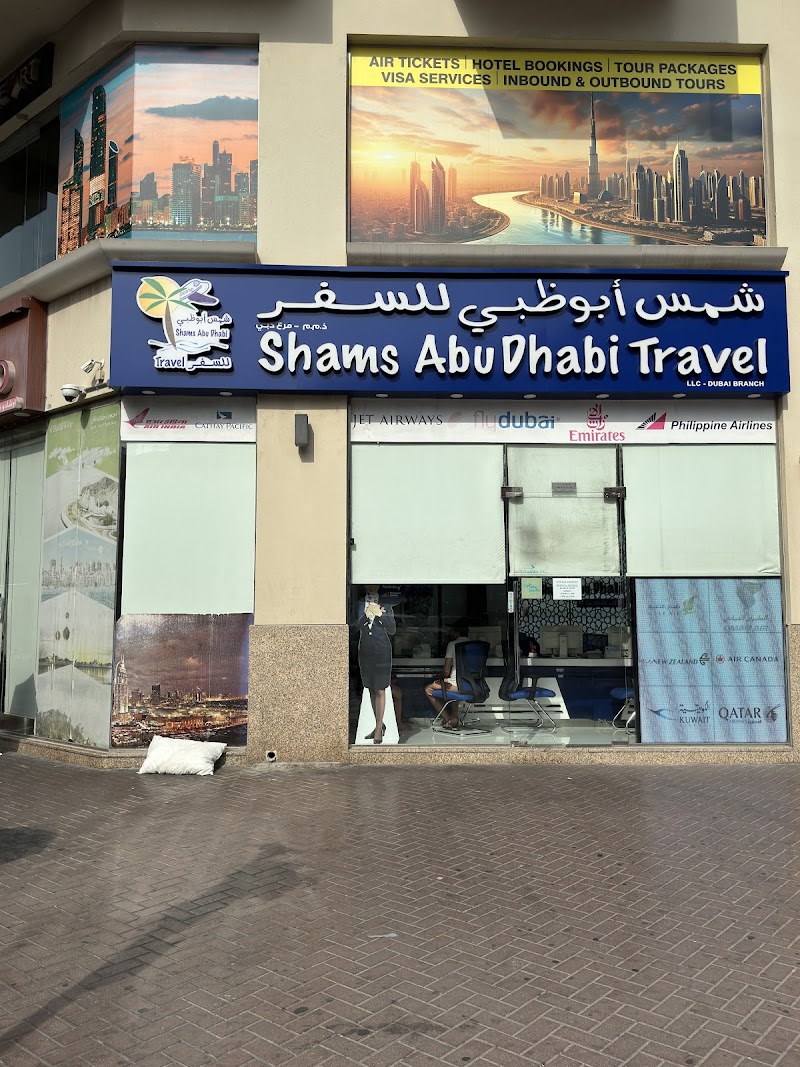 AIR TICKETS | HOTEL BOOKINGS | TOUR PACKAGES
VISA SERVICES | INBOUND & OUTBOUND TOURS
شمس أبوظبي للسفر
ذ.م.م - فرع دبي
Shams Abu Dhabi Travel
LLC - DUBAI BRANCH
شمس أبوظبي
Shams Abu Dhabi
Travel للسفر
AIR INDIA
CATHAY PACIFIC
JET AIRWAYS
flydubai
Emirates
Philippine Airlines
AIR NEW ZEALAND
AIR CANADA
KUWAIT
QATAR